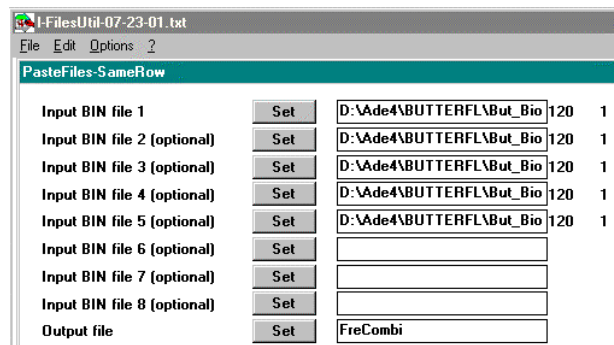 I-FilesUtil-07-23-01.txt
File Edit Options ?
PasteFiles-SameRow
Input BIN file 1 Set D:\Ade4\BUTTERFL\But_Bio 120 1
Input BIN file 2 (optional) Set D:\Ade4\BUTTERFL\But_Bio 120 1
Input BIN file 3 (optional) Set D:\Ade4\BUTTERFL\But_Bio 120 1
Input BIN file 4 (optional) Set D:\Ade4\BUTTERFL\But_Bio 120 1
Input BIN file 5 (optional) Set D:\Ade4\BUTTERFL\But_Bio 120 1
Input BIN file 6 (optional) Set
Input BIN file 7 (optional) Set
Input BIN file 8 (optional) Set
Output file Set FreCombi